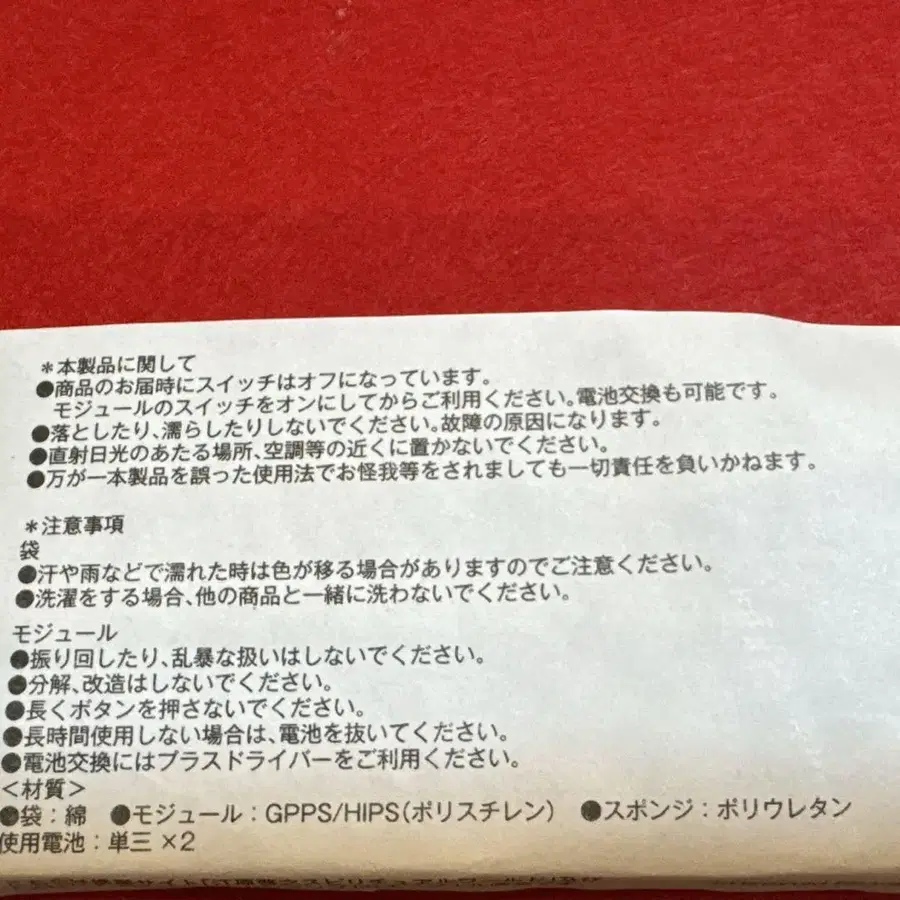 ＊本製品に関して
●商品のお届時にスイッチはオフになっています。
モジュールのスイッチをオンにしてからご利用ください。電池交換も可能です。
●落としたり、濡らしたりしないでください。故障の原因になります。
●直射日光のあたる場所、空調等の近くに置かないでください。
●万が一本製品を誤った使用法でお怪我等をされましても一切責任を負いかねます。
＊注意事項
袋
●汗や雨などで濡れた時は色が移る場合がありますのでご注意ください。
●洗濯をする場合、他の商品と一緒に洗わないでください。
モジュール
●振り回したり、乱暴な扱いはしないでください。
●分解、改造はしないでください。
●長くボタンを押さないでください。
●長時間使用しない場合は、電池を抜いてください。
●電池交換にはプラスドライバーをご利用ください。
＜材質＞
●袋：綿 ●モジュール：GPPS/HIPS（ポリスチレン） ●スポンジ：ポリウレタン
使用電池：単三 ×2